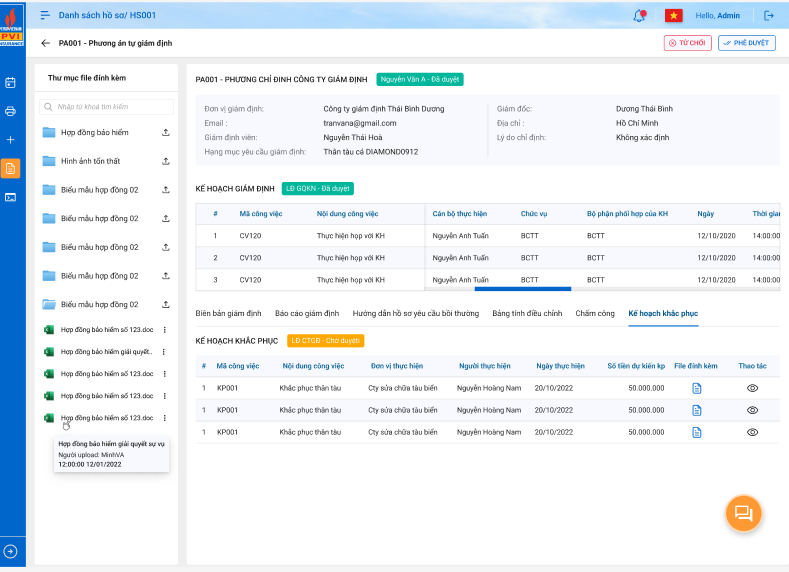 Danh sách hồ sơ/ HS001
Hello, Admin
PETROVIETNAM
PVI
INSURANCE
PA001 - Phương án tự giám định
TỪ CHỐI
PHÊ DUYỆT
Thư mục file đính kèm
Nhập từ khoá tìm kiếm
Hợp đồng bảo hiểm
Hình ảnh tổn thất
Biểu mẫu hợp đồng 02
Biểu mẫu hợp đồng 02
Biểu mẫu hợp đồng 02
Biểu mẫu hợp đồng 02
Biểu mẫu hợp đồng 02
Hợp đồng bảo hiểm số 123.doc
Hợp đồng bảo hiểm giải quyết..
Hợp đồng bảo hiểm số 123.doc
Hợp đồng bảo hiểm số 123.doc
Hợp đồng bảo hiểm số 123.doc
Hợp đồng bảo hiểm giải quyết sự vụ
Người upload: MinhVA
12:00:00 12/01/2022
PA001 - PHƯƠNG CHỈ ĐỊNH CÔNG TY GIÁM ĐỊNH
Nguyễn Văn A - Đã duyệt
Đơn vị giám định: Công ty giám định Thái Bình Dương
Giám đốc: Dương Thái Bình
Email : tranvana@gmail.com
Địa chỉ : Hồ Chí Minh
Giám định viên: Nguyễn Thái Hoà
Lý do chỉ định: Không xác định
Hạng mục yêu cầu giám định: Thân tàu cá DIAMOND0912
KẾ HOẠCH GIÁM ĐỊNH
LĐ GQKN - Đã duyệt
# Mã công việc Nội dung công việc Cán bộ thực hiện Chức vụ Bộ phận phối hợp của KH Ngày Thời gian
1 CV120 Thực hiện họp với KH Nguyễn Anh Tuấn BCTT BCTT 12/10/2020 14:00:00
2 CV120 Thực hiện họp với KH Nguyễn Anh Tuấn BCTT BCTT 12/10/2020 14:00:00
3 CV120 Thực hiện họp với KH Nguyễn Anh Tuấn BCTT BCTT 12/10/2020 14:00:00
Biên bản giám định Báo cáo giám định Hướng dẫn hồ sơ yêu cầu bồi thường Bảng tính điều chỉnh Chấm công Kế hoạch khắc phục
KẾ HOẠCH KHẮC PHỤC
LĐ CTGĐ - Chờ duyệt
# Mã công việc Nội dung công việc Đơn vị thực hiện Người thực hiện Ngày thực hiện Số tiền dự kiến kp File đính kèm Thao tác
1 KP001 Khắc phục thân tàu Cty sửa chữa tàu biển Nguyễn Hoàng Nam 20/10/2022 50.000.000
1 KP001 Khắc phục thân tàu Cty sửa chữa tàu biển Nguyễn Hoàng Nam 20/10/2022 50.000.000
1 KP001 Khắc phục thân tàu Cty sửa chữa tàu biển Nguyễn Hoàng Nam 20/10/2022 50.000.000